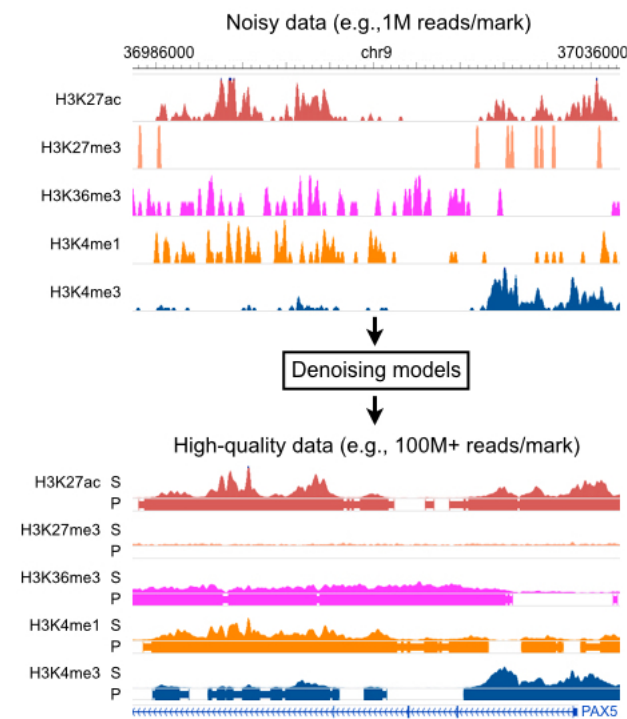 Noisy data (e.g.,1M reads/mark)
36986000 chr9 37036000
H3K27ac
H3K27me3
H3K36me3
H3K4me1
H3K4me3
Denoising models
High-quality data (e.g., 100M+ reads/mark)
H3K27ac S
P
H3K27me3 S
P
H3K36me3 S
P
H3K4me1 S
P
H3K4me3 S
P
PAX5